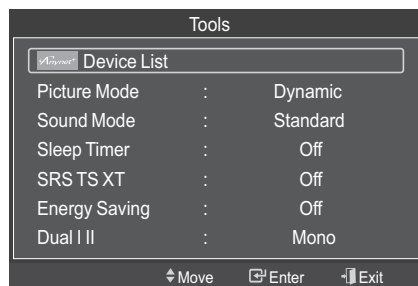 Tools
Anynet+ Device List
Picture Mode : Dynamic
Sound Mode : Standard
Sleep Timer : Off
SRS TS XT : Off
Energy Saving : Off
Dual I II : Mono
Move Enter Exit